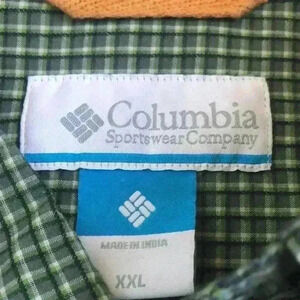 Columbia
Sportswear Company
MADE IN INDIA
XXL